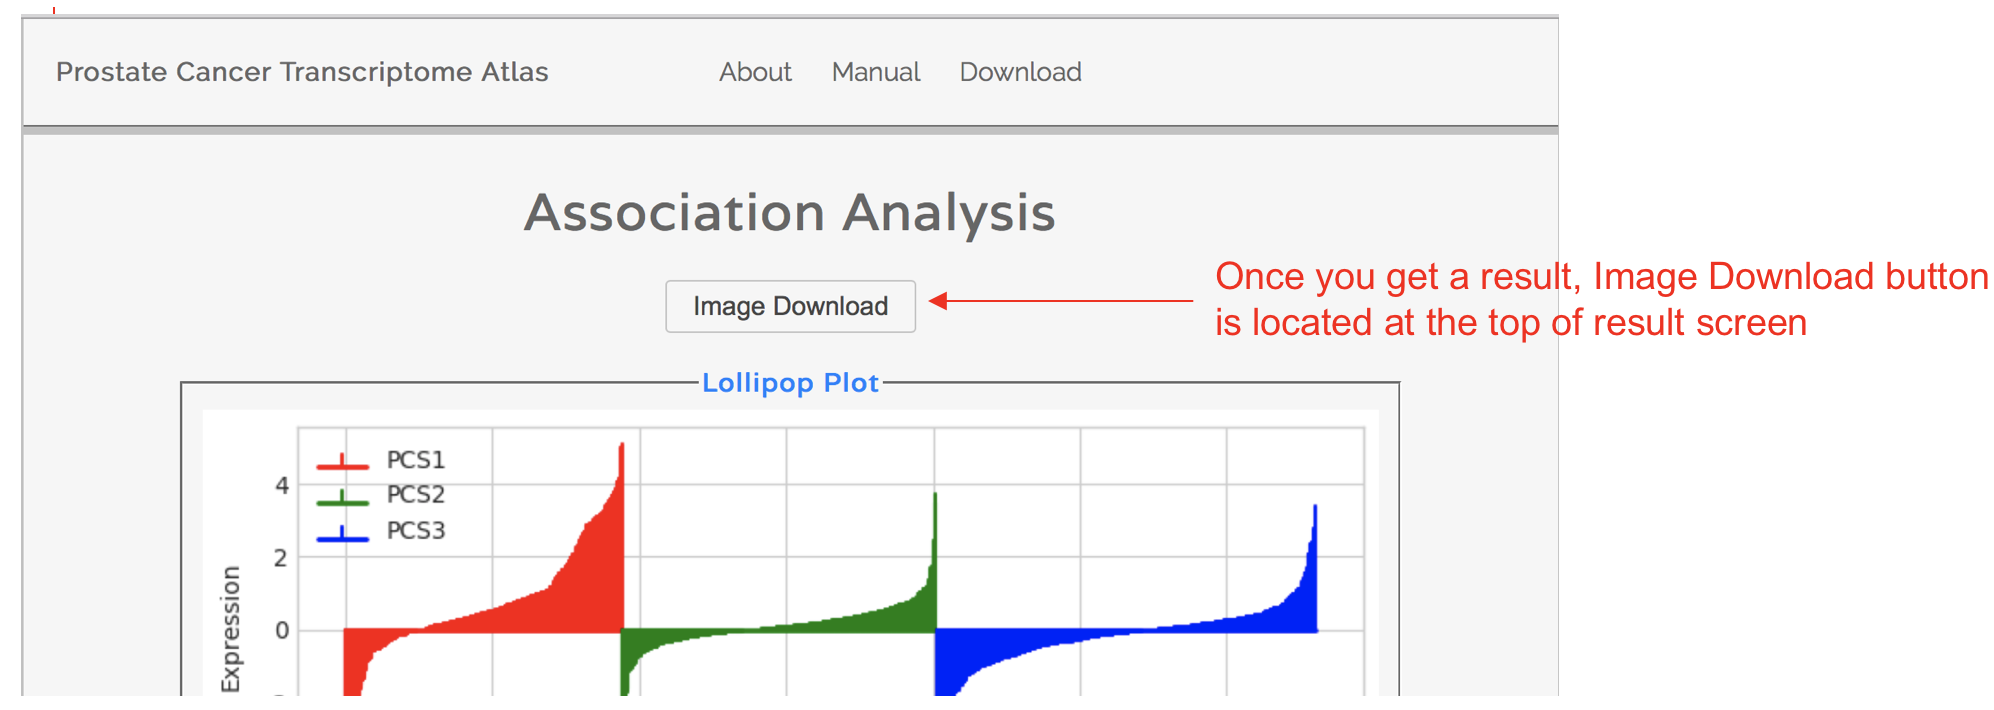 Prostate Cancer Transcriptome Atlas About Manual Download
Association Analysis
Image Download
Once you get a result, Image Download button
is located at the top of result screen
Lollipop Plot
PCS1
PCS2
PCS3
4
2
0
Expression